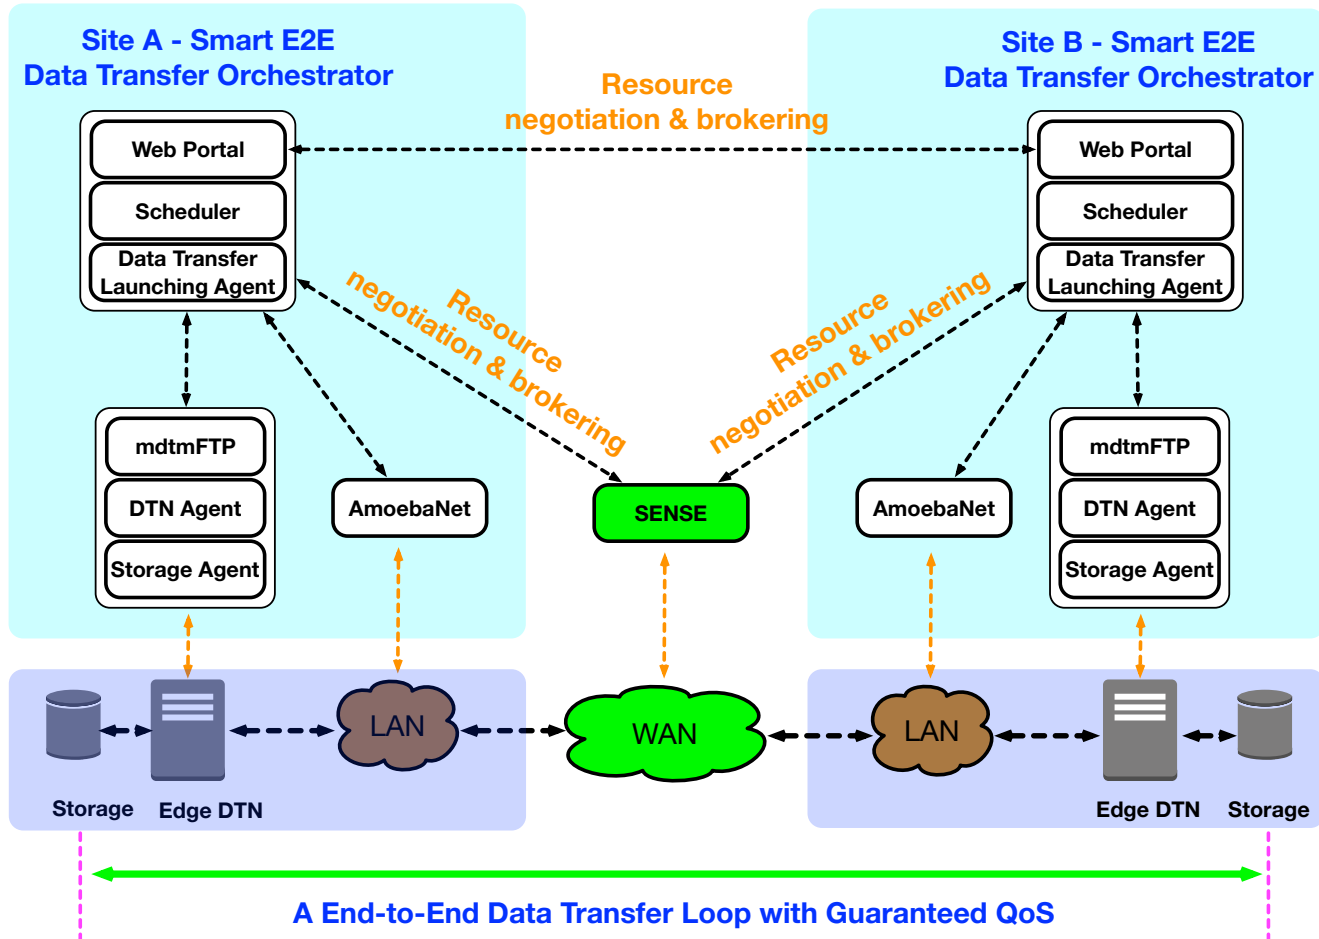 Site A - Smart E2E
Data Transfer Orchestrator
Site B - Smart E2E
Data Transfer Orchestrator
Resource
negotiation & brokering
Web Portal
Scheduler
Data Transfer
Launching Agent
Web Portal
Scheduler
Data Transfer
Launching Agent
Resource
negotiation & brokering
Resource
negotiation & brokering
mdtmFTP
DTN Agent
Storage Agent
AmoebaNet
SENSE
AmoebaNet
mdtmFTP
DTN Agent
Storage Agent
LAN
WAN
LAN
Storage
Edge DTN
Edge DTN
Storage
A End-to-End Data Transfer Loop with Guaranteed QoS